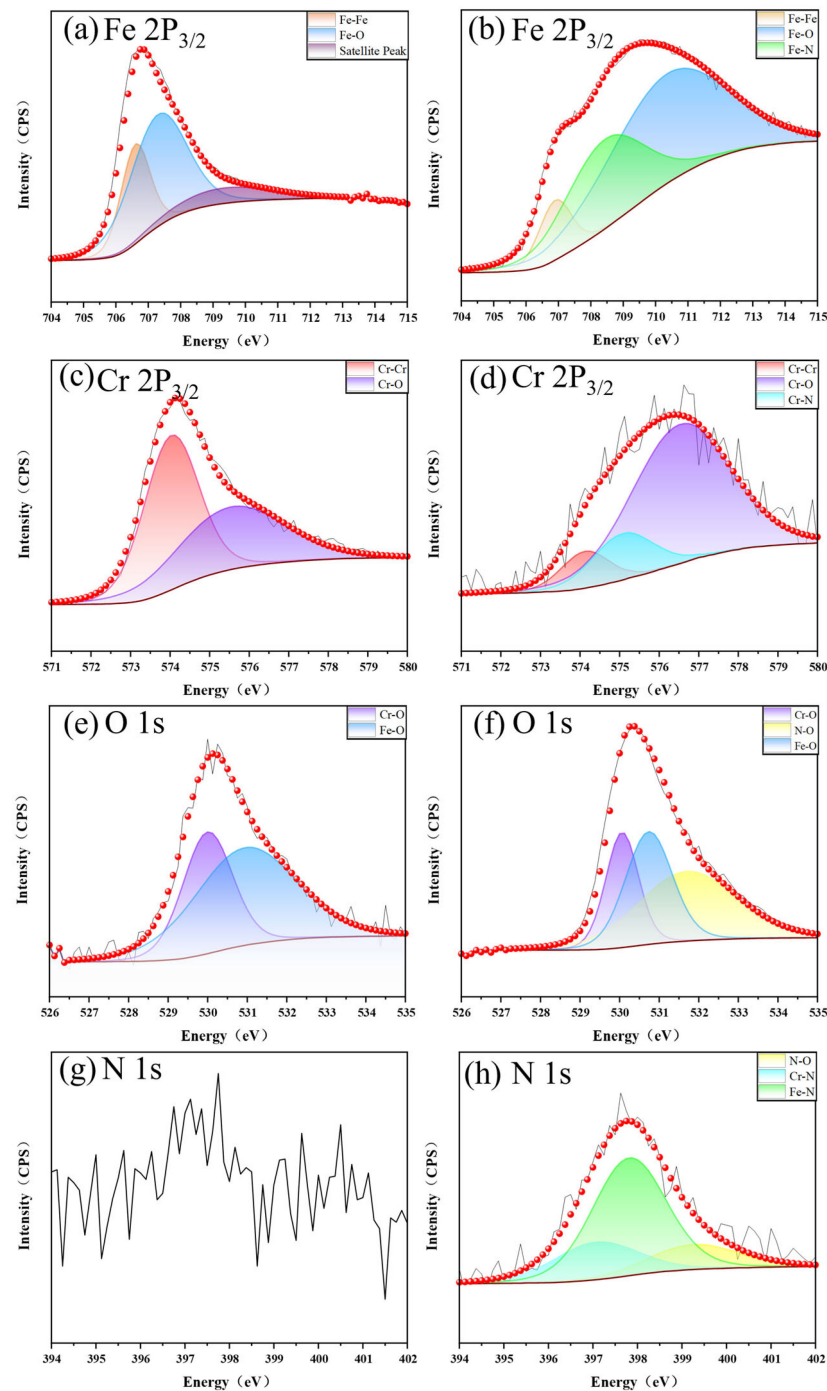 (a) Fe 2P3/2
Fe-Fe
Fe-O
Satellite Peak
Intensity（CPS）
704 705 706 707 708 709 710 711 712 713 714 715
Energy（eV）
(b) Fe 2P3/2
Fe-Fe
Fe-O
Fe-N
Intensity（CPS）
704 705 706 707 708 709 710 711 712 713 714 715
Energy（eV）
(c) Cr 2P3/2
Cr-Cr
Cr-O
Intensity（CPS）
571 572 573 574 575 576 577 578 579 580
Energy（eV）
(d) Cr 2P3/2
Cr-Cr
Cr-O
Cr-N
Intensity（CPS）
571 572 573 574 575 576 577 578 579 580
Energy（eV）
(e) O 1s
Cr-O
Fe-O
Intensity（CPS）
526 527 528 529 530 531 532 533 534 535
Energy（eV）
(f) O 1s
Cr-O
N-O
Fe-O
Intensity（CPS）
526 527 528 529 530 531 532 533 534 535
Energy（eV）
(g) N 1s
Intensity（CPS）
394 395 396 397 398 399 400 401 402
Energy（eV）
(h) N 1s
N-O
Cr-N
Fe-N
Intensity（CPS）
394 395 396 397 398 399 400 401 402
Energy（eV）